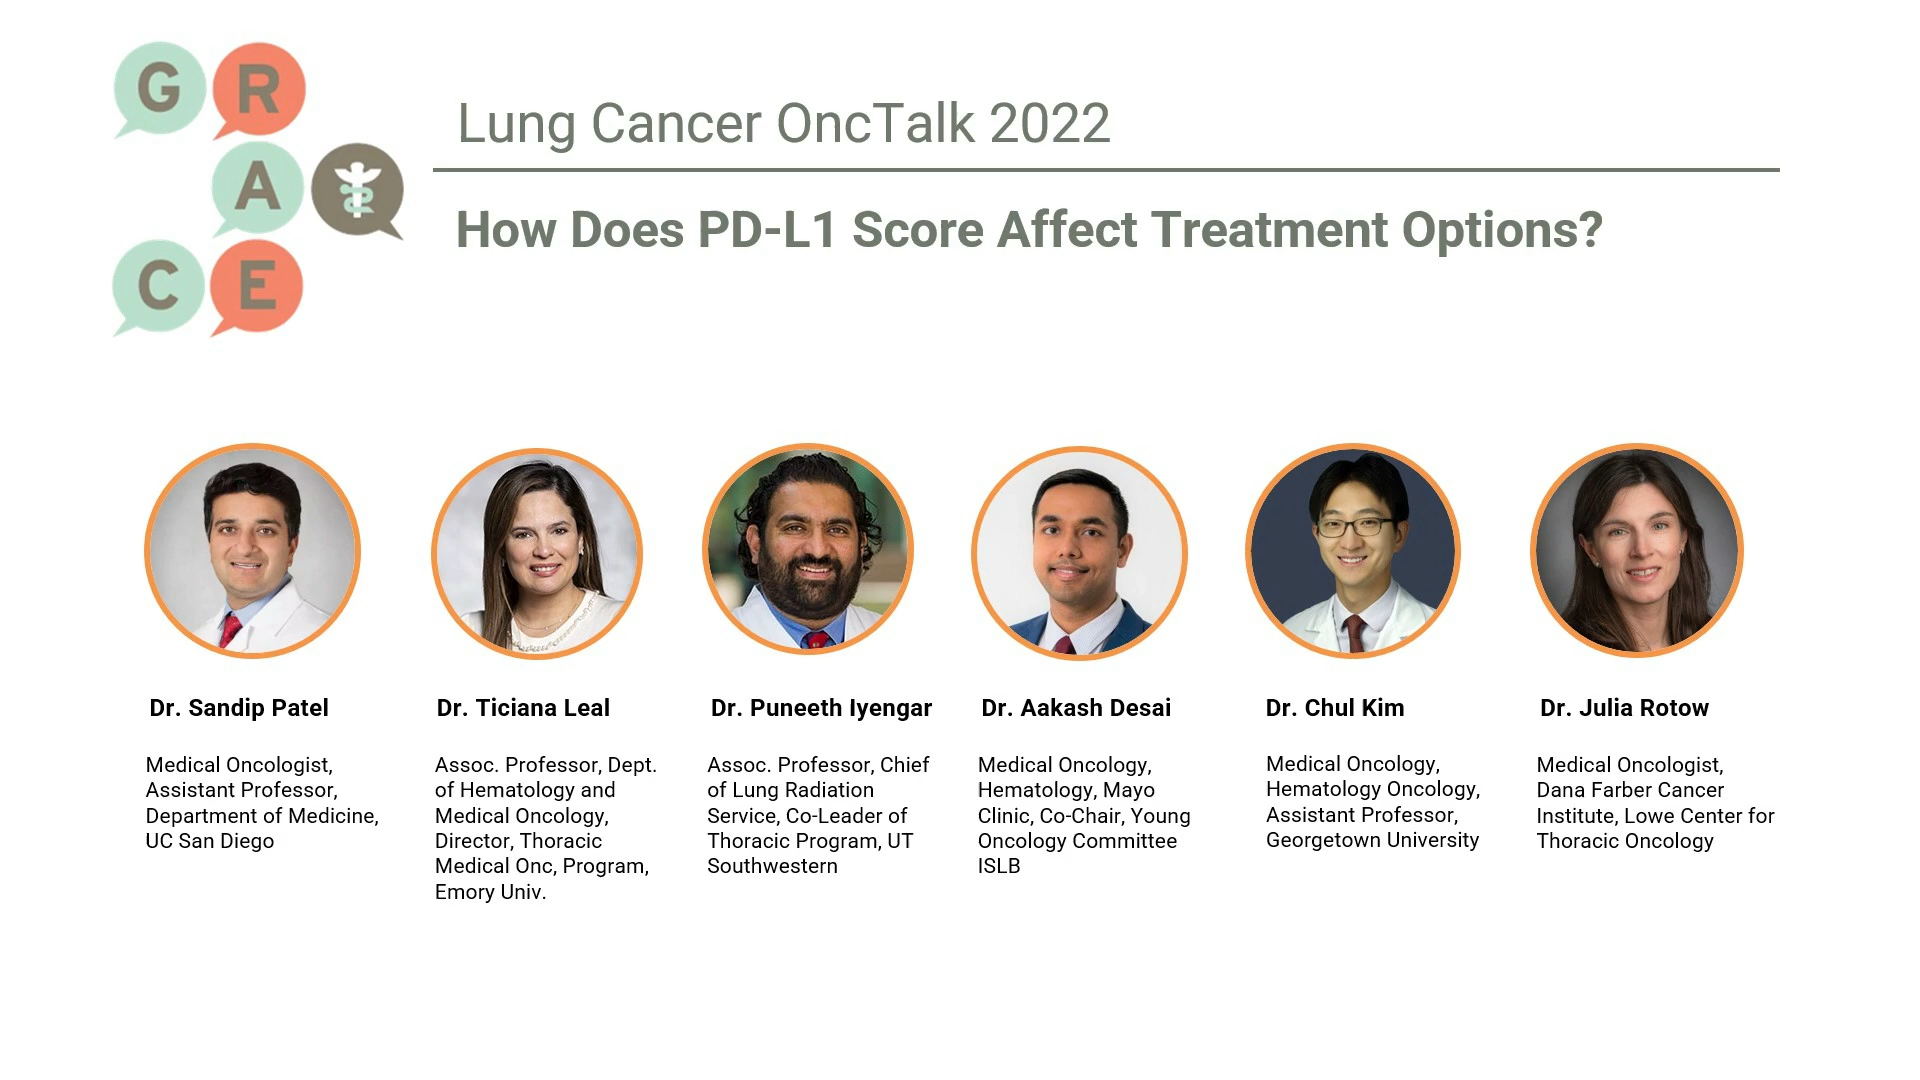 G R
A
C E
Lung Cancer OncTalk 2022
How Does PD-L1 Score Affect Treatment Options?
Dr. Sandip Patel
Medical Oncologist,
Assistant Professor,
Department of Medicine,
UC San Diego
Dr. Ticiana Leal
Assoc. Professor, Dept.
of Hematology and
Medical Oncology,
Director, Thoracic
Medical Onc, Program,
Emory Univ.
Dr. Puneeth Iyengar
Assoc. Professor, Chief
of Lung Radiation
Service, Co-Leader of
Thoracic Program, UT
Southwestern
Dr. Aakash Desai
Medical Oncology,
Hematology, Mayo
Clinic, Co-Chair, Young
Oncology Committee
ISLB
Dr. Chul Kim
Medical Oncology,
Hematology Oncology,
Assistant Professor,
Georgetown University
Dr. Julia Rotow
Medical Oncologist,
Dana Farber Cancer
Institute, Lowe Center for
Thoracic Oncology